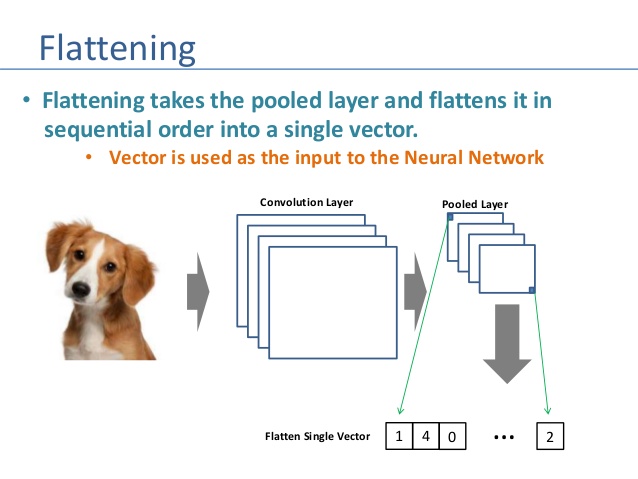 Flattening
• Flattening takes the pooled layer and flattens it in
sequential order into a single vector.
• Vector is used as the input to the Neural Network
Convolution Layer
Pooled Layer
Flatten Single Vector
1 4 0 ... 2